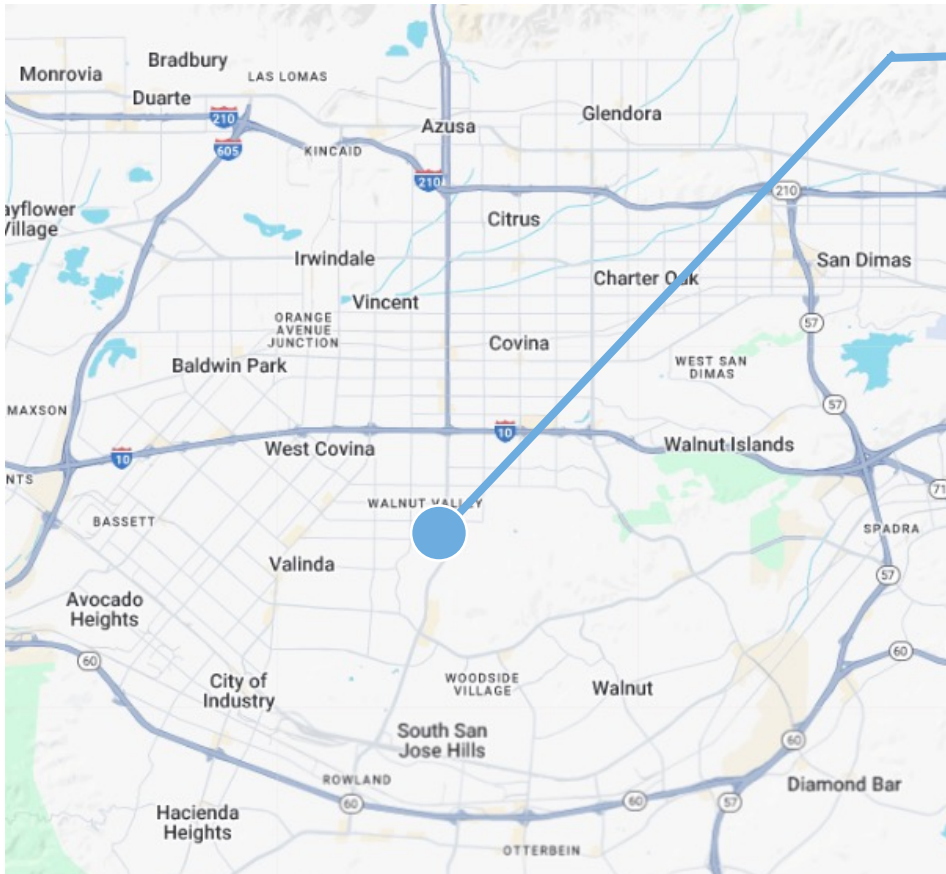 Bradbury
Monrovia
LAS LOMAS
Duarte
Glendora
210
Azusa
605
KINCAID
210
210
ayflower
Village
Citrus
Irwindale
San Dimas
Charter Oak
Vincent
ORANGE
AVENUE
JUNCTION
57
Covina
Baldwin Park
WEST SAN
DIMAS
MAXSON
57
10
West Covina
Walnut Islands
10
NTS
71
WALNUT VALLEY
BASSETT
SPADRA
Valinda
57
Avocado
Heights
60
60
City of
Industry
WOODSIDE
VILLAGE
Walnut
South San
Jose Hills
60
ROWLAND
Diamond Bar
60
60
57
Hacienda
Heights
OTTERBEIN